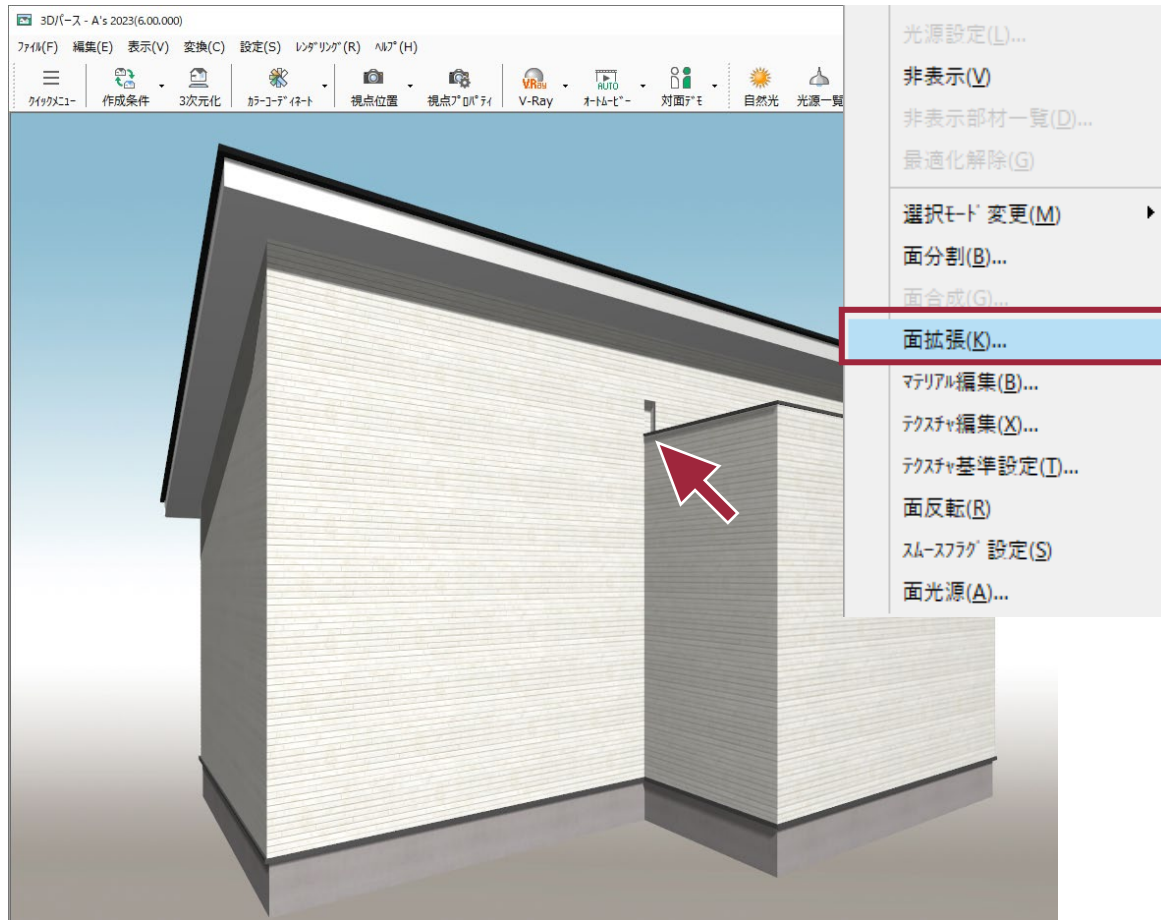 3Dパース - A's 2023(6.00.000)
ﾌｧｲﾙ(F) 編集(E) 表示(V) 変換(C) 設定(S) ﾚﾝﾀﾞﾘﾝｸﾞ(R) ﾍﾙﾌﾟ(H)
ｸｲｯｸﾒﾆｭｰ 作成条件 3次元化 ｶﾗｰｺｰﾃﾞｨﾈｰﾄ 視点位置 視点ﾌﾟﾛﾊﾟﾃｨ V-Ray ｵｰﾄﾑｰﾋﾞｰ 対面ﾃﾞﾓ 自然光 光源一覧
VRay
AUTO
光源設定(L)...
非表示(V)
非表示部材一覧(D)...
最適化解除(G)
選択ﾓｰﾄﾞ変更(M)
面分割(B)...
面合成(G)...
面拡張(K)...
ﾏﾃﾘｱﾙ編集(B)...
ﾃｸｽﾁｬ編集(X)...
ﾃｸｽﾁｬ基準設定(T)...
面反転(R)
ｽﾑｰｽﾌﾗｸﾞ設定(S)
面光源(A)...